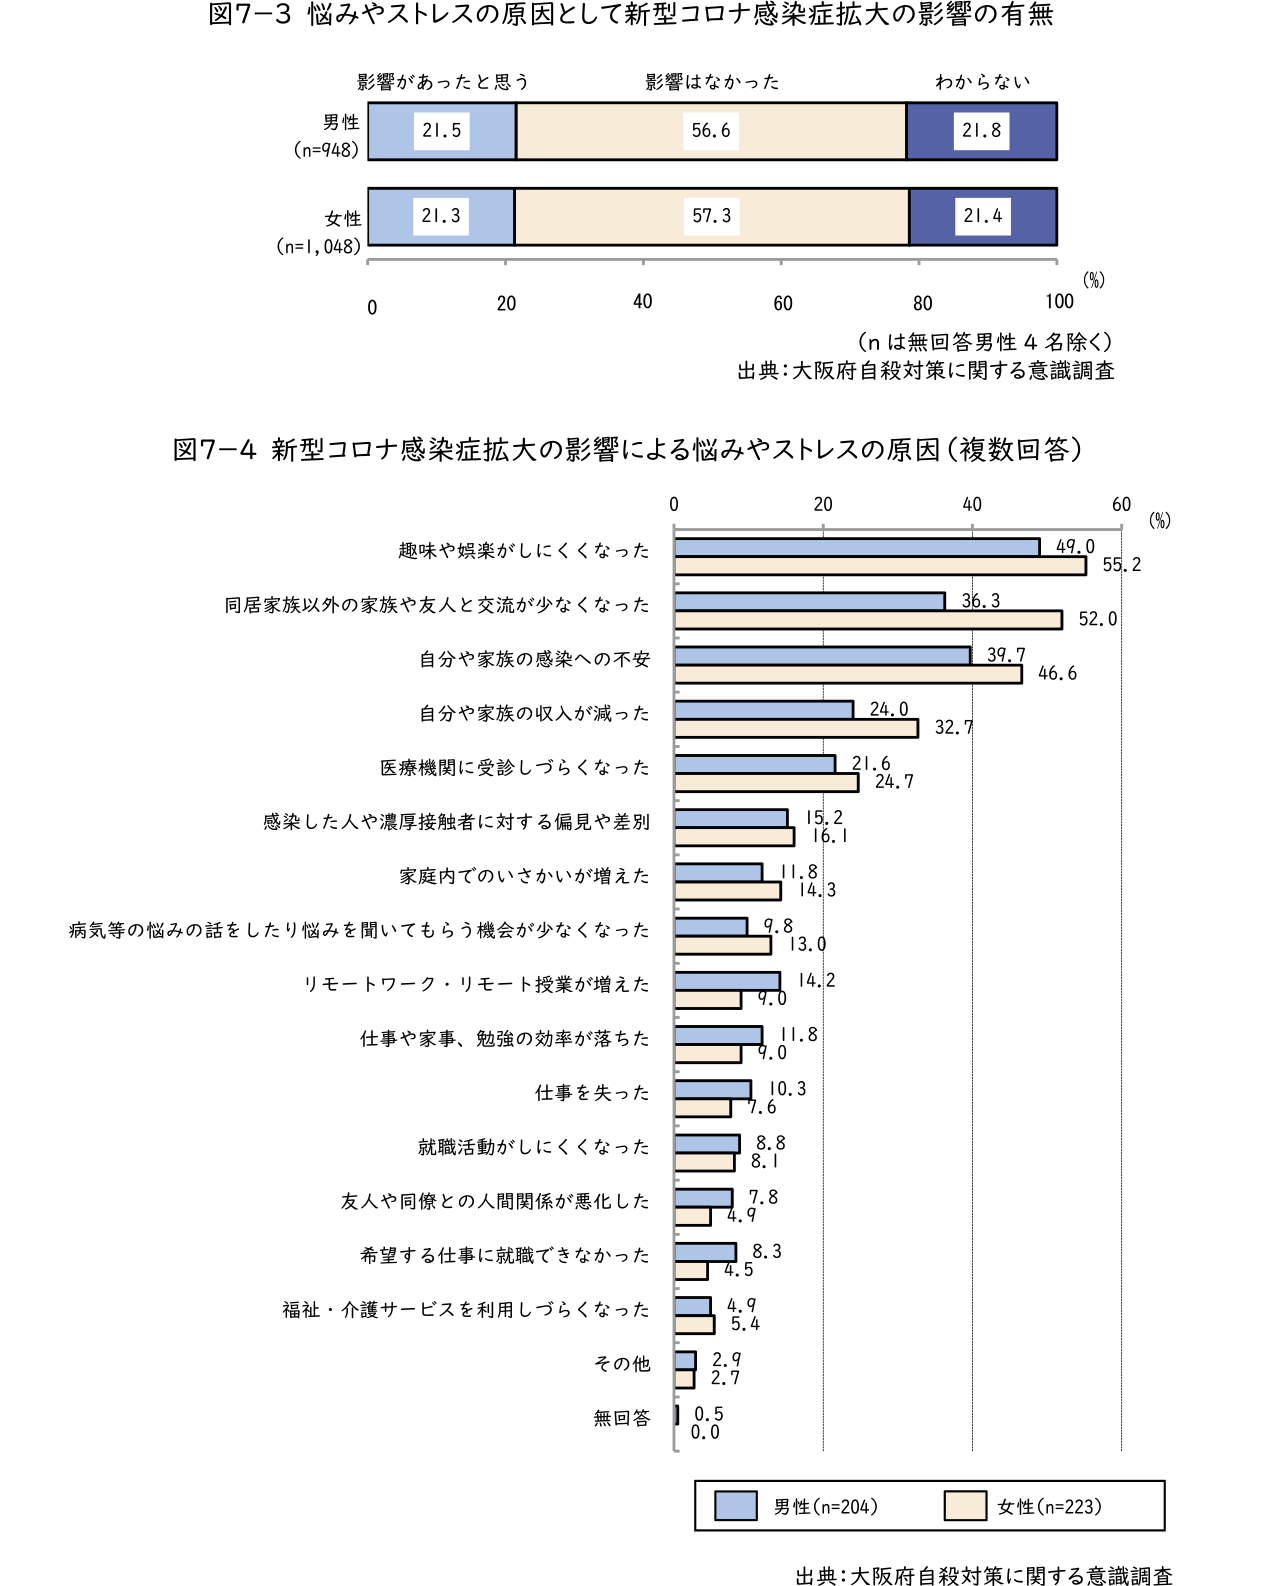 図7－3 悩みやストレスの原因として新型コロナ感染症拡大の影響の有無
影響があったと思う 影響はなかった わからない
男性
(n=948)
21.5 56.6 21.8
女性
(n=1,048)
21.3 57.3 21.4
(%)
0 20 40 60 80 100
(n は無回答男性 4 名除く)
出典：大阪府自殺対策に関する意識調査
図7－4 新型コロナ感染症拡大の影響による悩みやストレスの原因（複数回答）
0 20 40 60
(%)
趣味や娯楽がしにくくなった 49.0
55.2
同居家族以外の家族や友人と交流が少なくなった 36.3
52.0
自分や家族の感染への不安 39.7
46.6
自分や家族の収入が減った 24.0
32.7
医療機関に受診しづらくなった 21.6
24.7
感染した人や濃厚接触者に対する偏見や差別 15.2
16.1
家庭内でのいさかいが増えた 11.8
14.3
病気等の悩みの話をしたり悩みを聞いてもらう機会が少なくなった 9.8
13.0
リモートワーク・リモート授業が増えた 14.2
9.0
仕事や家事、勉強の効率が落ちた 11.8
9.0
仕事を失った 10.3
7.6
就職活動がしにくくなった 8.8
8.1
友人や同僚との人間関係が悪化した 7.8
4.9
希望する仕事に就職できなかった 8.3
4.5
福祉・介護サービスを利用しづらくなった 4.9
5.4
その他 2.9
2.7
無回答 0.5
0.0
男性(n=204) 女性(n=223)
出典：大阪府自殺対策に関する意識調査